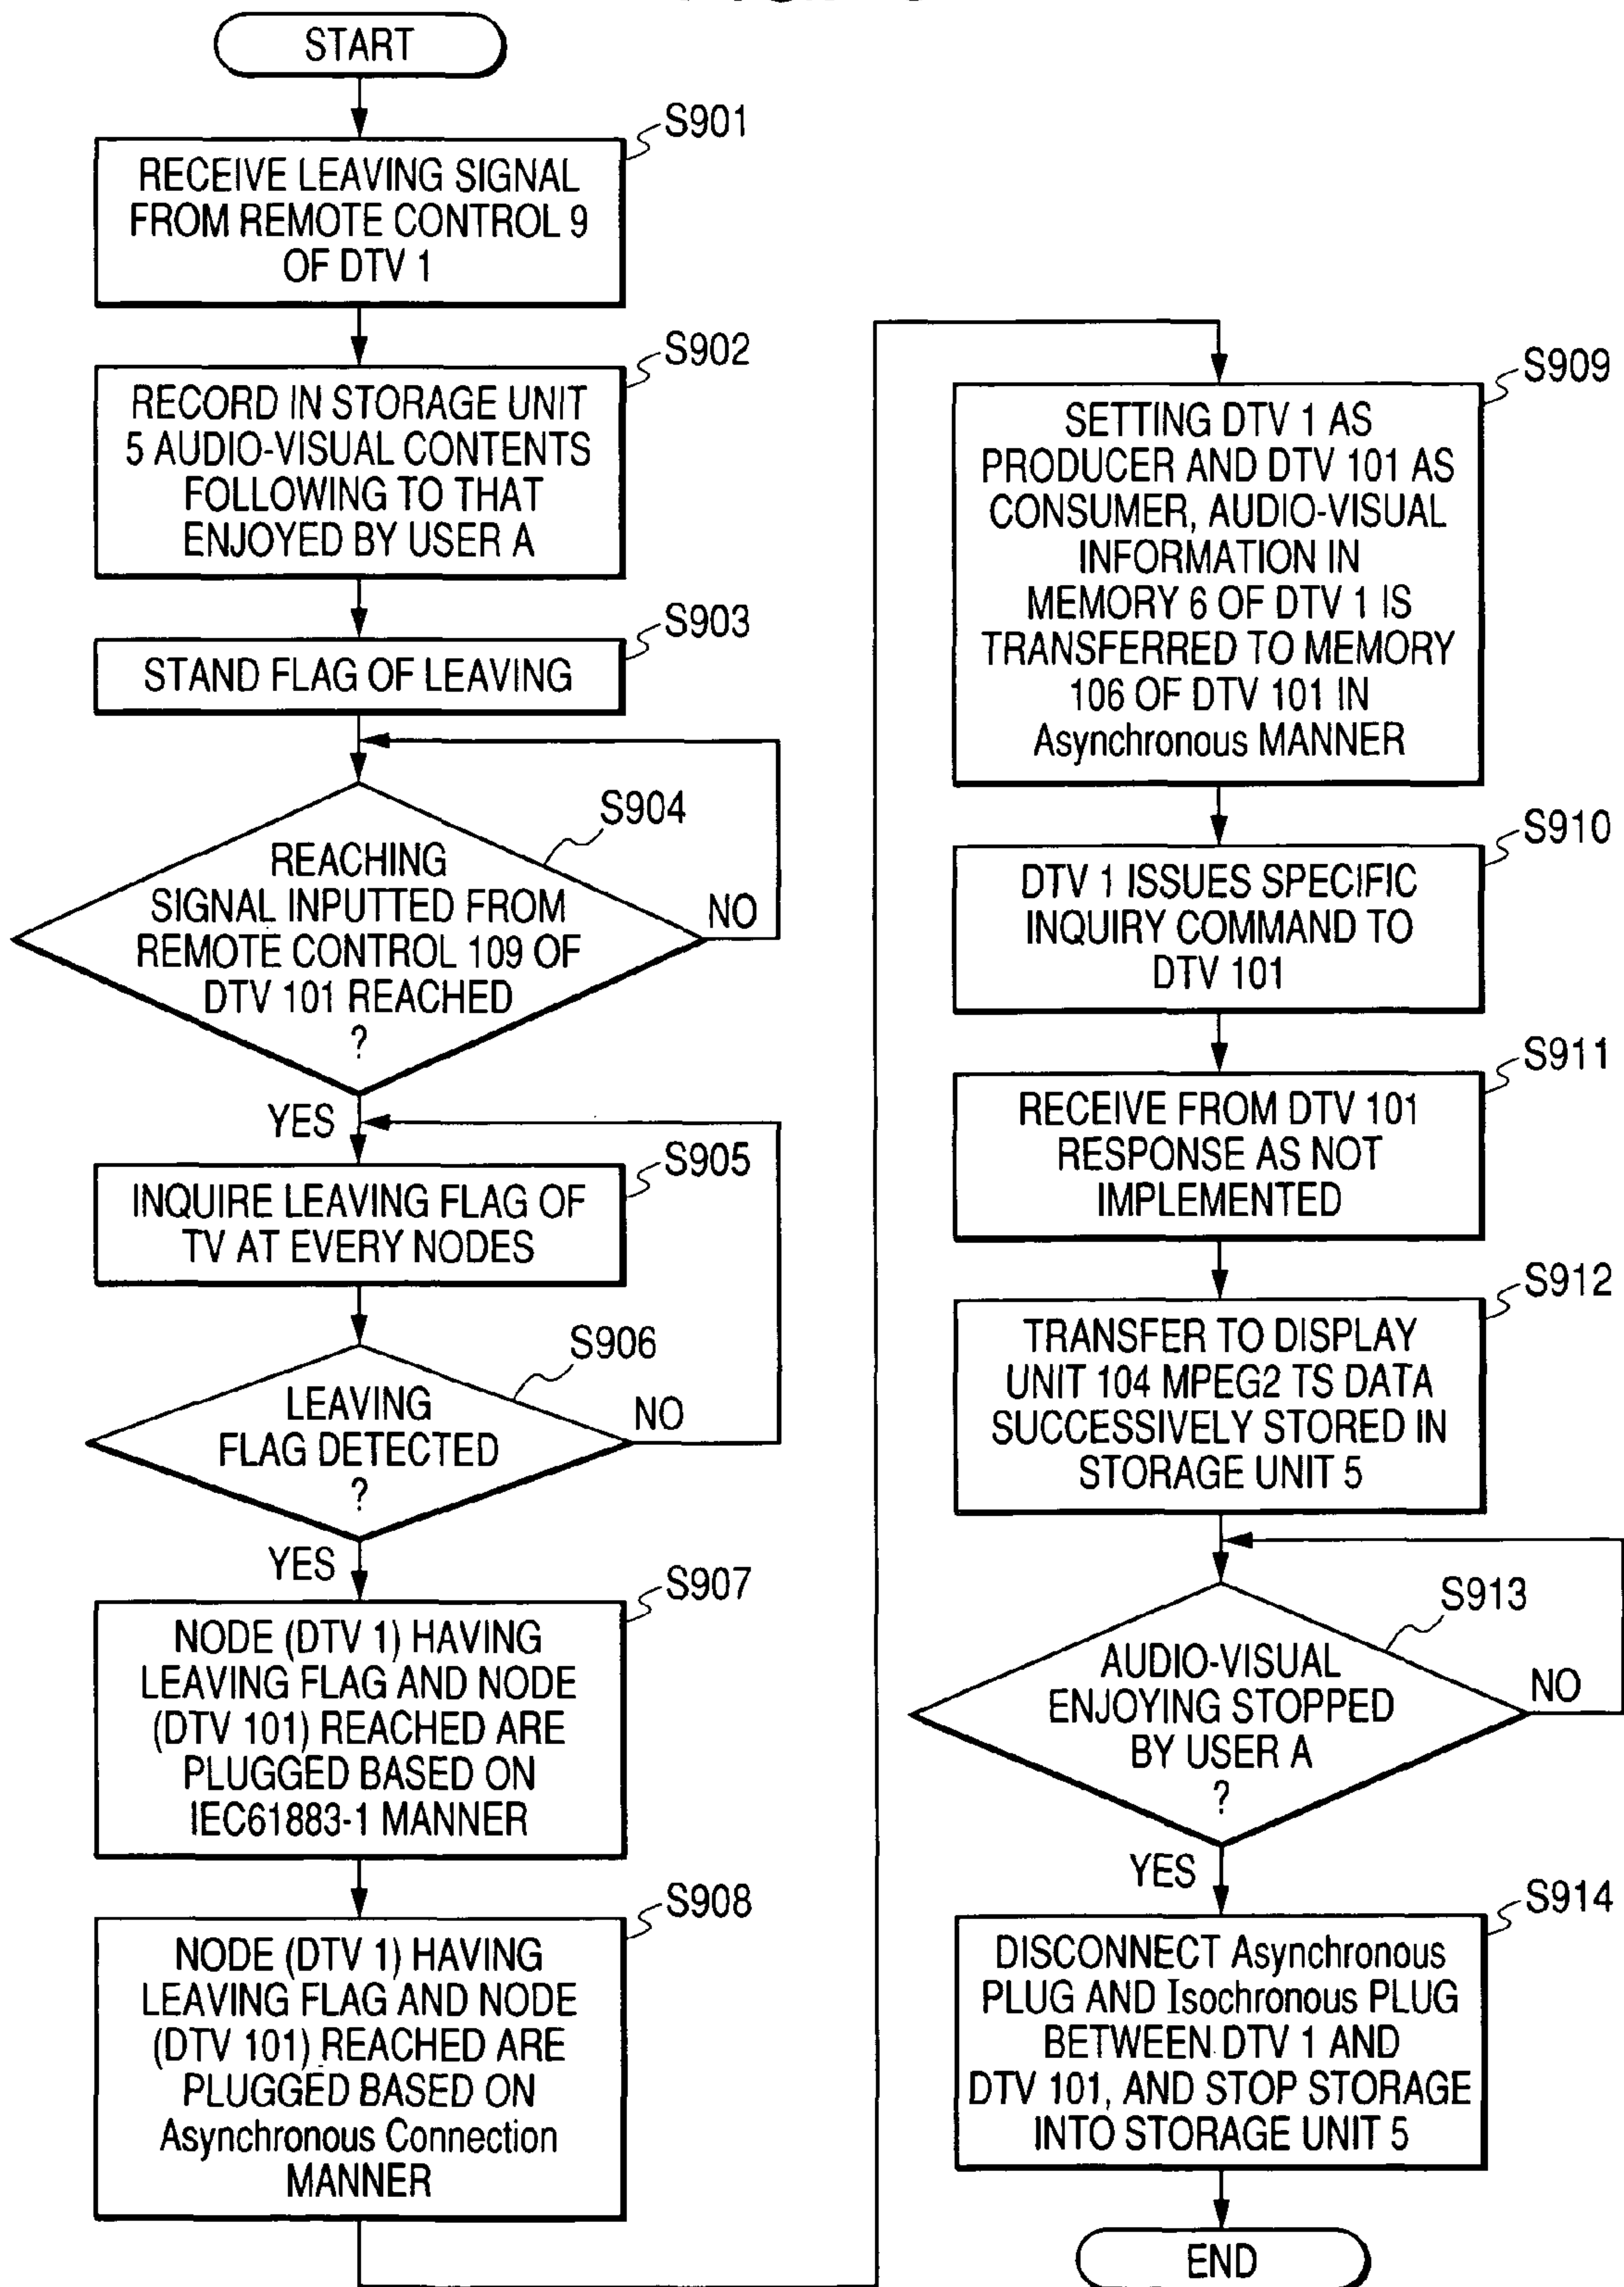 START
S901
RECEIVE LEAVING SIGNAL
FROM REMOTE CONTROL 9
OF DTV 1
S902
RECORD IN STORAGE UNIT
5 AUDIO-VISUAL CONTENTS
FOLLOWING TO THAT
ENJOYED BY USER A
S903
STAND FLAG OF LEAVING
S904
REACHING
SIGNAL INPUTTED FROM
REMOTE CONTROL 109 OF
DTV 101 REACHED
?
NO
YES
S905
INQUIRE LEAVING FLAG OF
TV AT EVERY NODES
S906
LEAVING
FLAG DETECTED
?
NO
YES
S907
NODE (DTV 1) HAVING
LEAVING FLAG AND NODE
(DTV 101) REACHED ARE
PLUGGED BASED ON
IEC61883-1 MANNER
S908
NODE (DTV 1) HAVING
LEAVING FLAG AND NODE
(DTV 101) REACHED ARE
PLUGGED BASED ON
Asynchronous Connection
MANNER
S909
SETTING DTV 1 AS
PRODUCER AND DTV 101 AS
CONSUMER, AUDIO-VISUAL
INFORMATION IN
MEMORY 6 OF DTV 1 IS
TRANSFERRED TO MEMORY
106 OF DTV 101 IN
Asynchronous MANNER
S910
DTV 1 ISSUES SPECIFIC
INQUIRY COMMAND TO
DTV 101
S911
RECEIVE FROM DTV 101
RESPONSE AS NOT
IMPLEMENTED
S912
TRANSFER TO DISPLAY
UNIT 104 MPEG2 TS DATA
SUCCESSIVELY STORED IN
STORAGE UNIT 5
S913
AUDIO-VISUAL
ENJOYING STOPPED
BY USER A
?
NO
YES
S914
DISCONNECT Asynchronous
PLUG AND Isochronous PLUG
BETWEEN DTV 1 AND
DTV 101, AND STOP STORAGE
INTO STORAGE UNIT 5
END